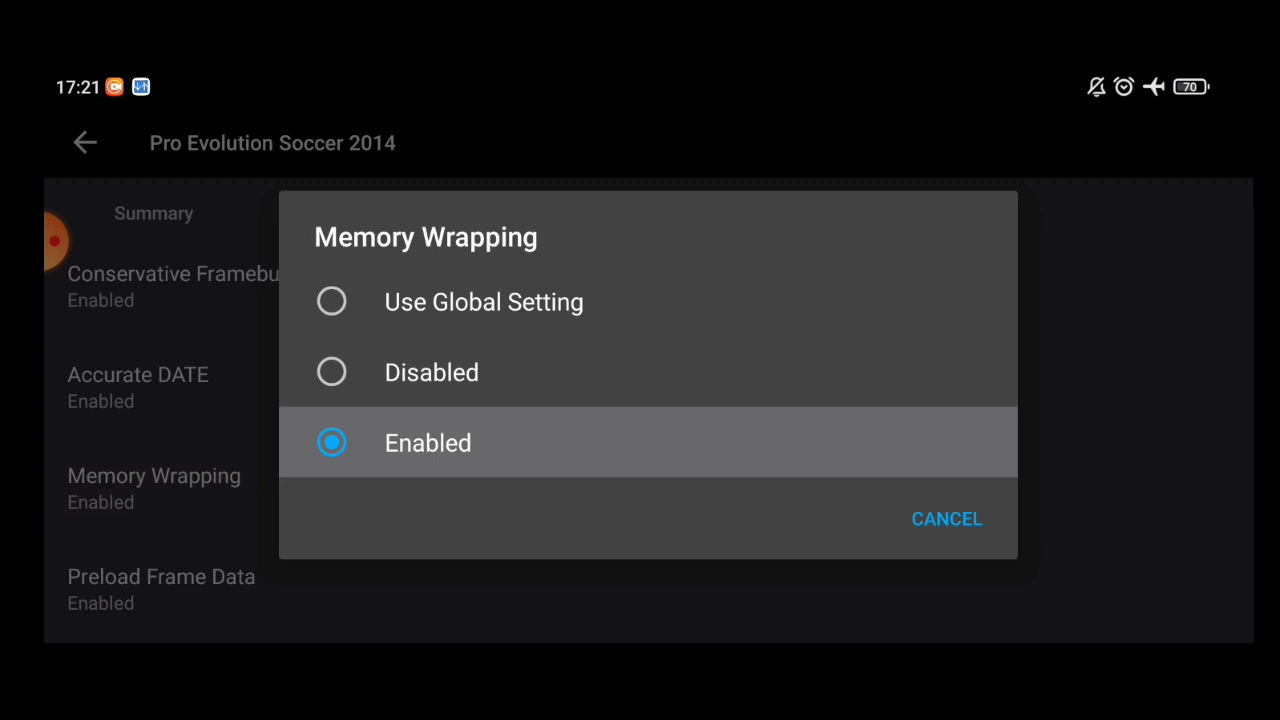 17:21
70
Pro Evolution Soccer 2014
Summary
Conservative Framebu
Enabled
Accurate DATE
Enabled
Memory Wrapping
Enabled
Preload Frame Data
Enabled
Memory Wrapping
Use Global Setting
Disabled
Enabled
CANCEL